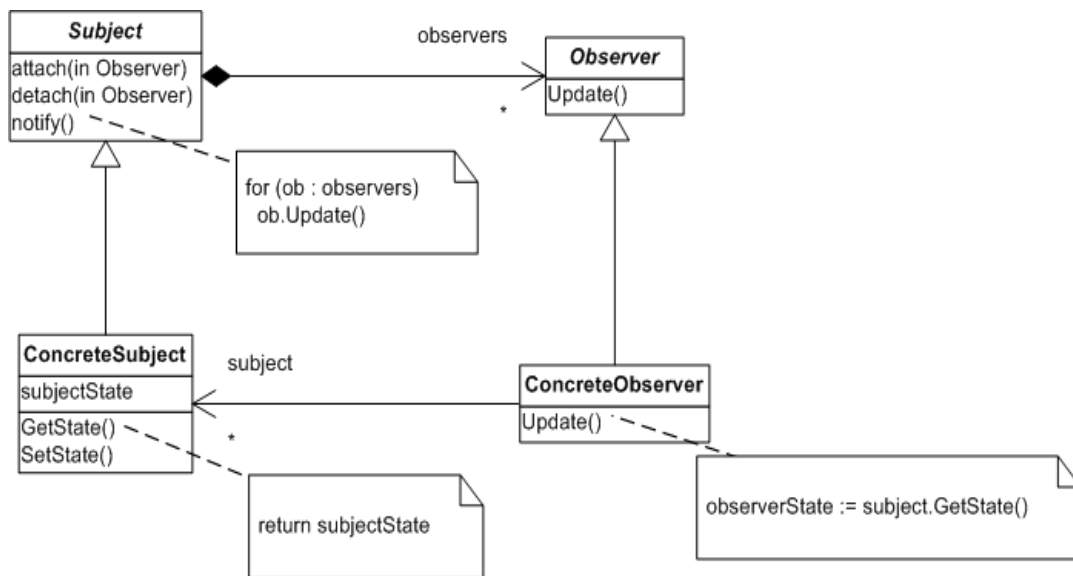 Subject
attach(in Observer)
detach(in Observer)
notify()
observers
*
Observer
Update()
for (ob : observers)
ob.Update()
ConcreteSubject
subjectState
GetState()
SetState()
subject
*
ConcreteObserver
Update()
return subjectState
observerState := subject.GetState()